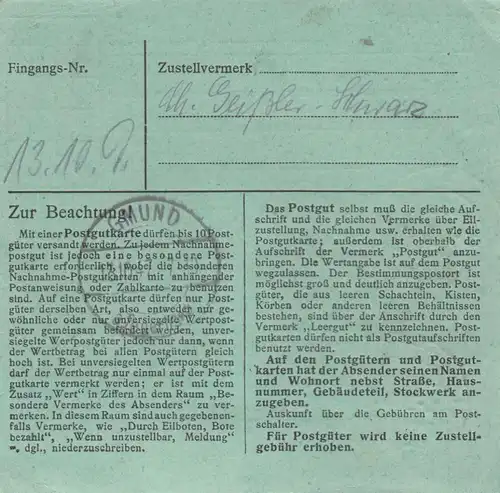 Eingangs-Nr.
Zustellvermerk
Geißler-Schwarz
13.10.
GMUND
Zur Beachtung!
Mit einer Postgutkarte dürfen bis 10 Post-
güter versandt werden. Zu jedem Nachnahme-
postgut ist jedoch eine besondere Post-
gutkarte erforderlich, wobei die besonderen
Nachnahme-Postgutkarten mit anhängender
Postanweisung oder Zahlkarte zu benutzen
sind. Auf eine Postgutkarte dürfen nur Post-
güter derselben Art, also entweder nur ge-
wöhnliche oder nur unversiegelte Wertpost-
güter gemeinsam befördert werden, unver-
siegelte Wertpostgüter jedoch nur dann, wenn
der Wertbetrag bei allen Postgütern gleich
hoch ist. Bei unversiegelten Wertpostgütern
darf der Wertbetrag nur einmal auf der Post-
gutkarte vermerkt werden; er ist mit dem
Zusatz „Wert“ in Ziffern in dem Raum „Be-
sondere Vermerke des Absenders“ zu ver-
merken. In diesem Raum sind auch gegebenen-
falls Vermerke, wie „Durch Eilboten, Bote
bezahlt“, „Wenn unzustellbar, Meldung“
u. dgl., niederzuschreiben.
Das Postgut selbst muß die gleiche Auf-
schrift und die gleichen Vermerke über Eil-
zustellung, Nachnahme usw. erhalten wie die
Postgutkarte; außerdem ist oberhalb der
Aufschrift der Vermerk „Postgut“ anzu-
bringen. Die Wertangabe ist auf dem Postgut
wegzulassen. Der Bestimmungspostort ist
möglichst groß und deutlich anzugeben. Post-
güter, die aus leeren Schachteln, Kisten,
Körben oder anderen leeren Behältnissen
bestehen, sind über der Anschrift durch den
Vermerk „Leergut“ zu kennzeichnen. Post-
gutkarten dürfen nicht als Postgutaufschriften
benutzt werden.
Auf den Postgütern und Postgut-
karten hat der Absender seinen Namen
und Wohnort nebst Straße, Haus-
nummer, Gebäudeteil, Stockwerk an-
zugeben.
Auskunft über die Gebühren am Post-
schalter.
Für Postgüter wird keine Zustell-
gebühr erhoben.